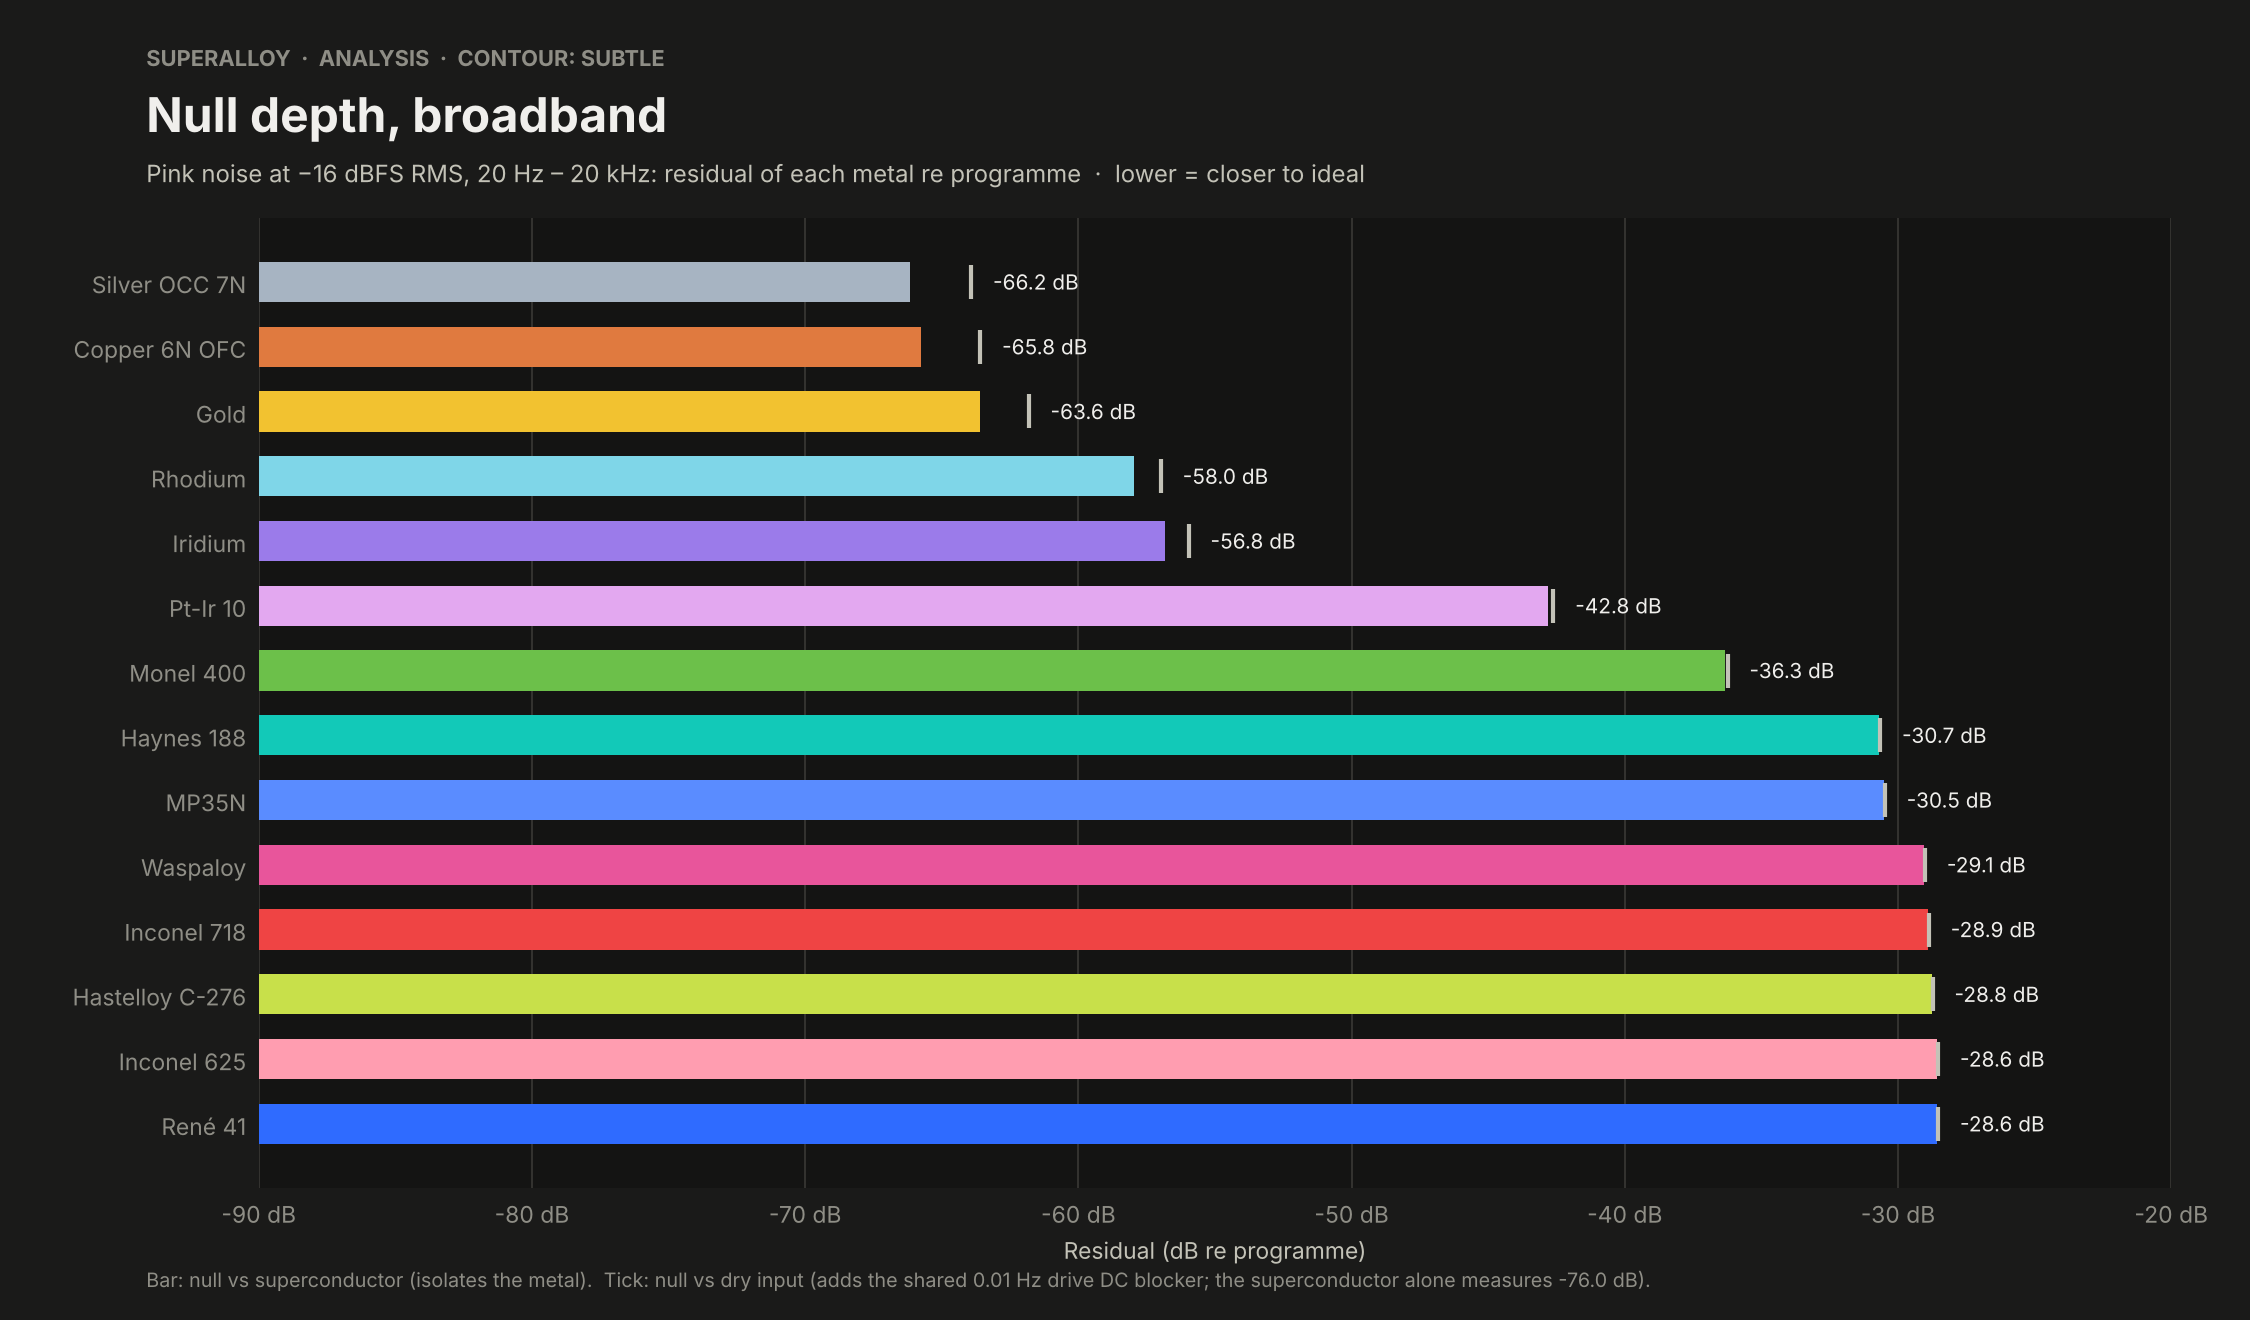 SUPERALLOY · ANALYSIS · CONTOUR: SUBTLE
Null depth, broadband
Pink noise at −16 dBFS RMS, 20 Hz – 20 kHz: residual of each metal re programme · lower = closer to ideal
Silver OCC 7N -66.2 dB
Copper 6N OFC -65.8 dB
Gold -63.6 dB
Rhodium -58.0 dB
Iridium -56.8 dB
Pt-Ir 10 -42.8 dB
Monel 400 -36.3 dB
Haynes 188 -30.7 dB
MP35N -30.5 dB
Waspaloy -29.1 dB
Inconel 718 -28.9 dB
Hastelloy C-276 -28.8 dB
Inconel 625 -28.6 dB
René 41 -28.6 dB
-90 dB -80 dB -70 dB -60 dB -50 dB -40 dB -30 dB -20 dB
Residual (dB re programme)
Bar: null vs superconductor (isolates the metal). Tick: null vs dry input (adds the shared 0.01 Hz drive DC blocker; the superconductor alone measures -76.0 dB).